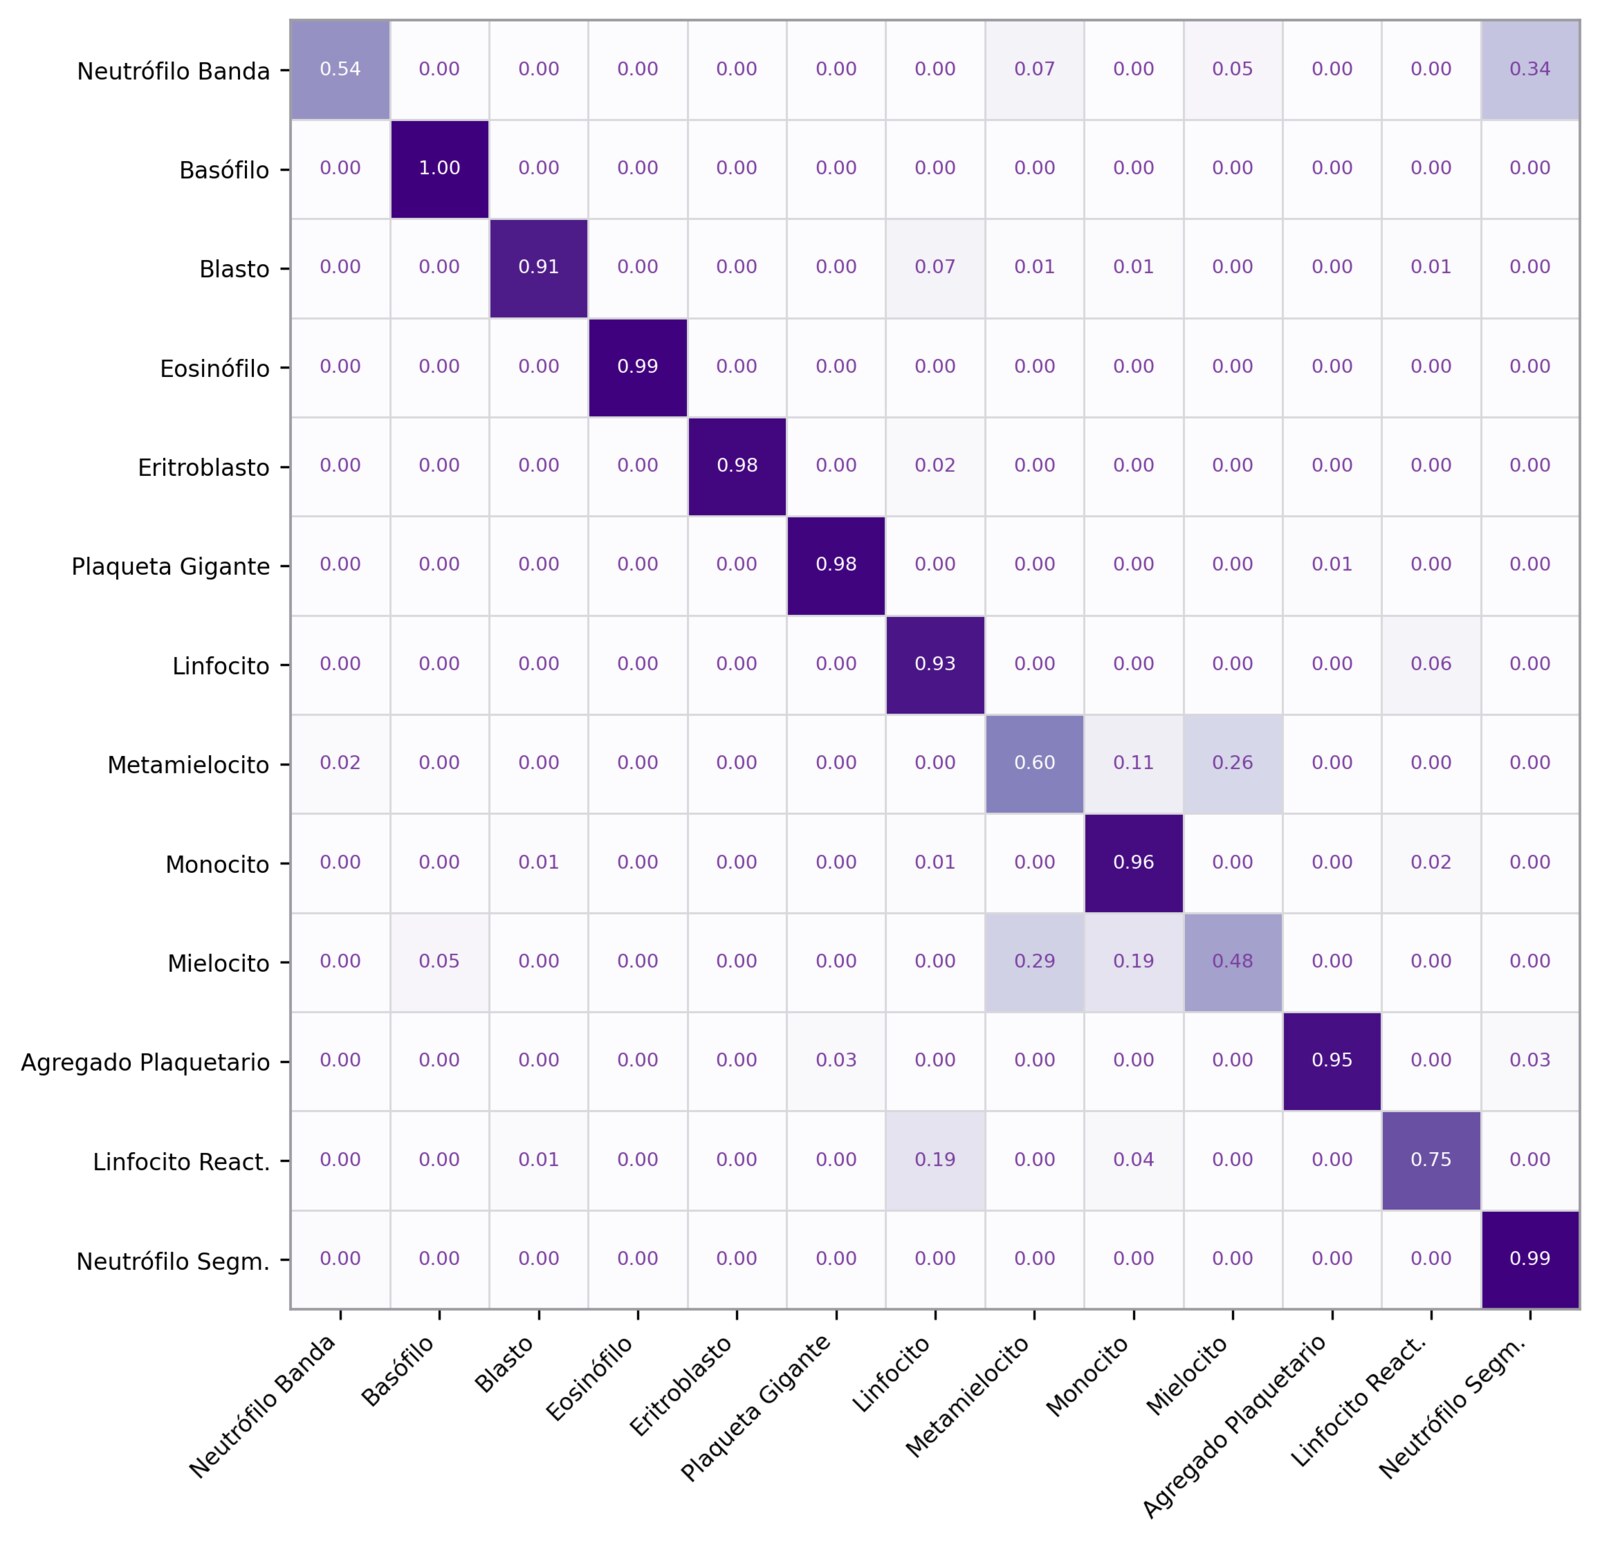 Neutrófilo Banda 0.54 0.00 0.00 0.00 0.00 0.00 0.00 0.07 0.00 0.05 0.00 0.00 0.34
Basófilo 0.00 1.00 0.00 0.00 0.00 0.00 0.00 0.00 0.00 0.00 0.00 0.00 0.00
Blasto 0.00 0.00 0.91 0.00 0.00 0.00 0.07 0.01 0.01 0.00 0.00 0.01 0.00
Eosinófilo 0.00 0.00 0.00 0.99 0.00 0.00 0.00 0.00 0.00 0.00 0.00 0.00 0.00
Eritroblasto 0.00 0.00 0.00 0.00 0.98 0.00 0.02 0.00 0.00 0.00 0.00 0.00 0.00
Plaqueta Gigante 0.00 0.00 0.00 0.00 0.00 0.98 0.00 0.00 0.00 0.00 0.01 0.00 0.00
Linfocito 0.00 0.00 0.00 0.00 0.00 0.00 0.93 0.00 0.00 0.00 0.00 0.06 0.00
Metamielocito 0.02 0.00 0.00 0.00 0.00 0.00 0.00 0.60 0.11 0.26 0.00 0.00 0.00
Monocito 0.00 0.00 0.01 0.00 0.00 0.00 0.01 0.00 0.96 0.00 0.00 0.02 0.00
Mielocito 0.00 0.05 0.00 0.00 0.00 0.00 0.00 0.29 0.19 0.48 0.00 0.00 0.00
Agregado Plaquetario 0.00 0.00 0.00 0.00 0.00 0.03 0.00 0.00 0.00 0.00 0.95 0.00 0.03
Linfocito React. 0.00 0.00 0.01 0.00 0.00 0.00 0.19 0.00 0.04 0.00 0.00 0.75 0.00
Neutrófilo Segm. 0.00 0.00 0.00 0.00 0.00 0.00 0.00 0.00 0.00 0.00 0.00 0.00 0.99
Neutrófilo Banda
Basófilo
Blasto
Eosinófilo
Eritroblasto
Plaqueta Gigante
Linfocito
Metamielocito
Monocito
Mielocito
Agregado Plaquetario
Linfocito React.
Neutrófilo Segm.